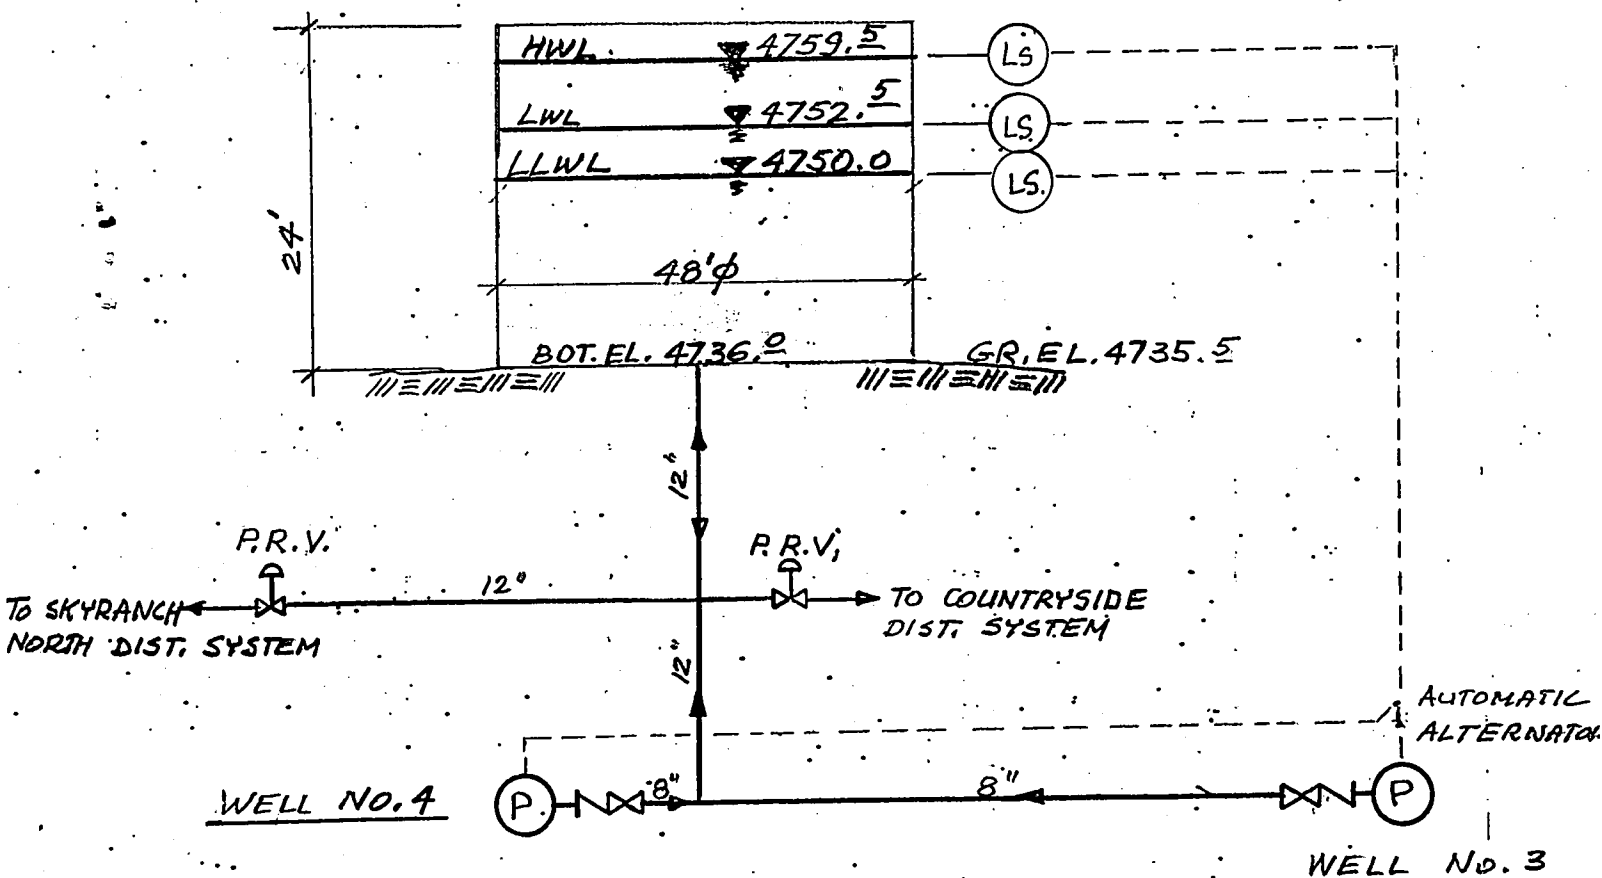 HWL. 4759.5
LS
LWL 4752.5
LS.
LLWL 4750.0
LS.
24'
48'φ
BOT. EL. 4736.0
GR. EL. 4735.5
12"
P.R.V.
P.R.V.
12"
TO SKYRANCH
NORTH DIST. SYSTEM
TO COUNTRYSIDE
DIST. SYSTEM
12"
AUTOMATIC
ALTERNATOR
WELL NO. 4
P.
8"
8"
P
WELL NO. 3